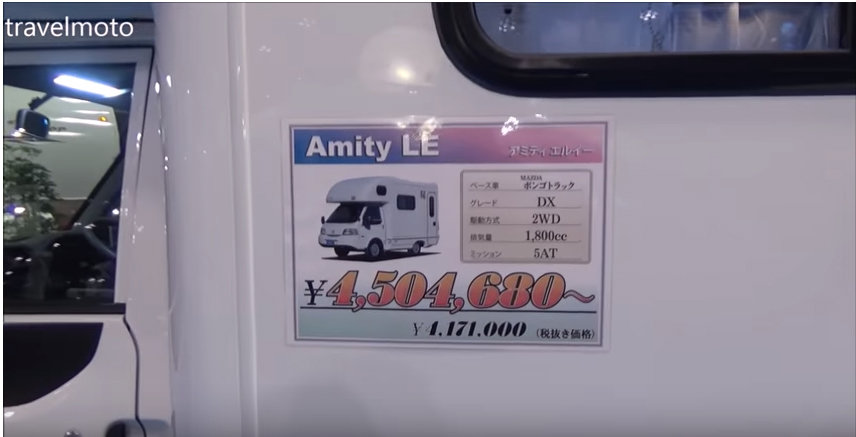 travelmoto
Amity LE アミティ エルイー
MAZDA
ベース車 ボンゴトラック
グレード DX
駆動方式 2WD
排気量 1,800cc
ミッション 5AT
¥4,504,680~
¥4,171,000 (税抜き価格)